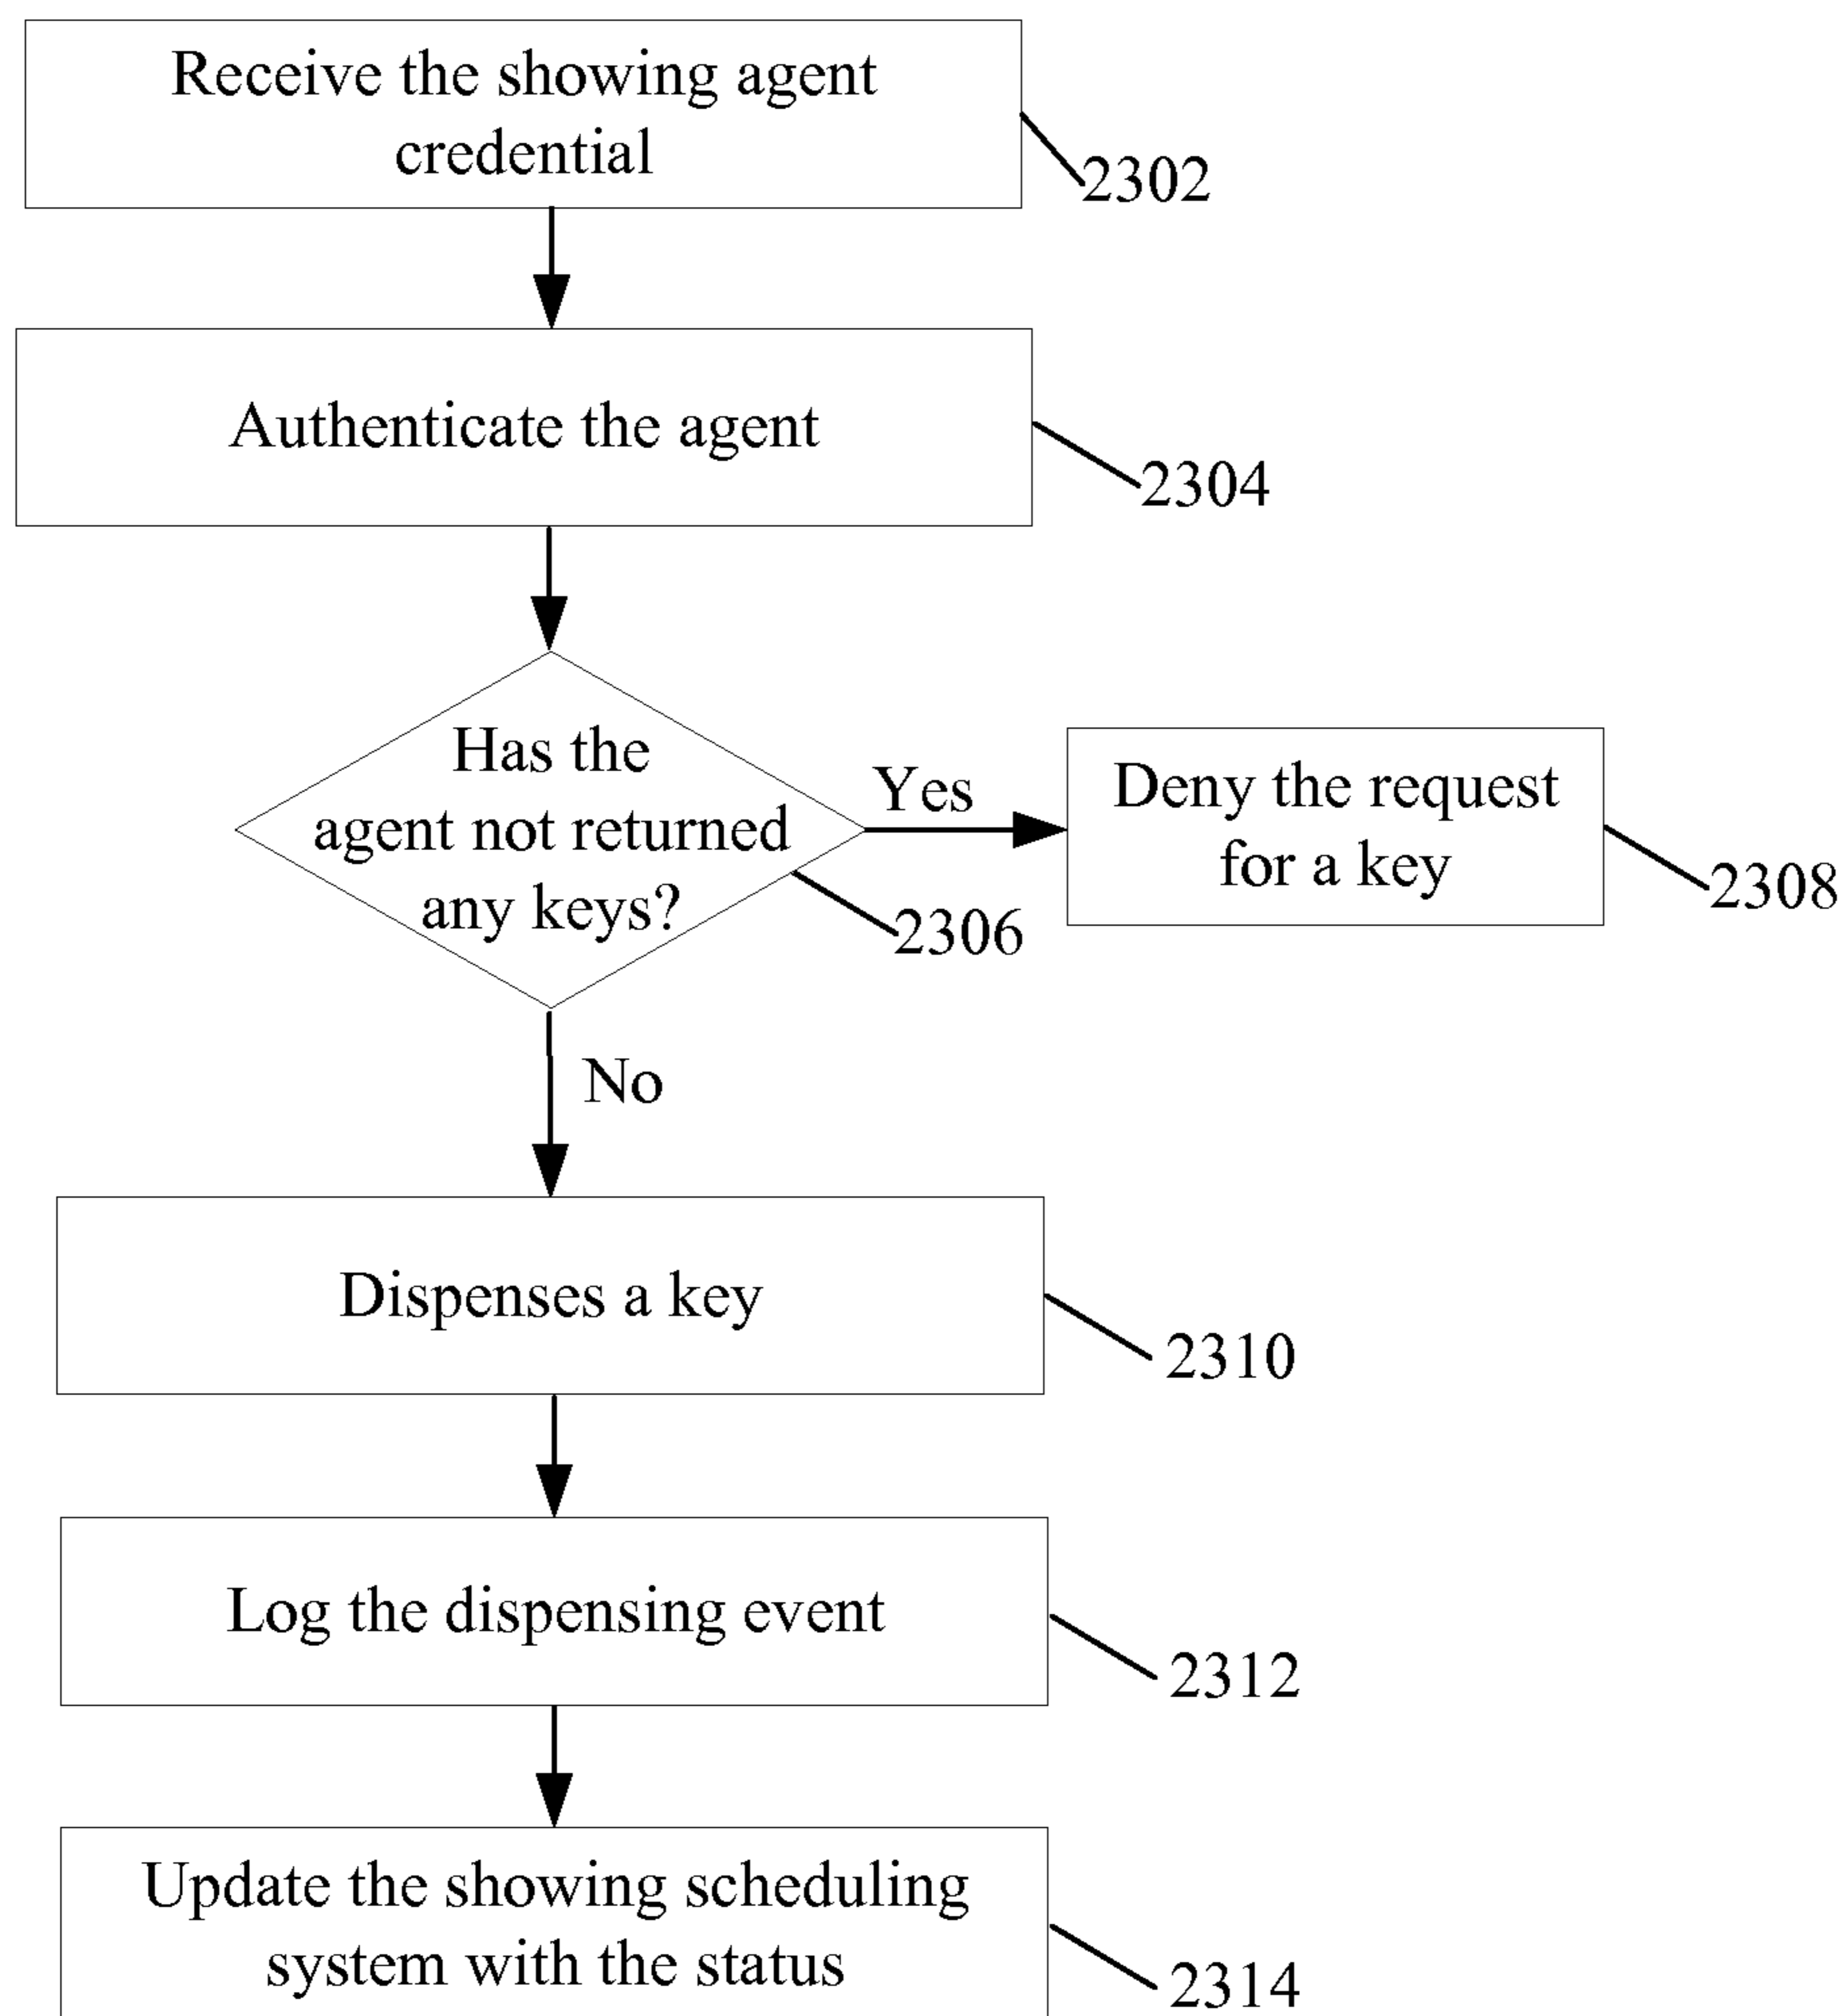 Receive the showing agent
credential
2302
Authenticate the agent
2304
Has the
agent not returned
any keys?
2306
Yes
Deny the request
for a key
2308
No
Dispenses a key
2310
Log the dispensing event
2312
Update the showing scheduling
system with the status
2314